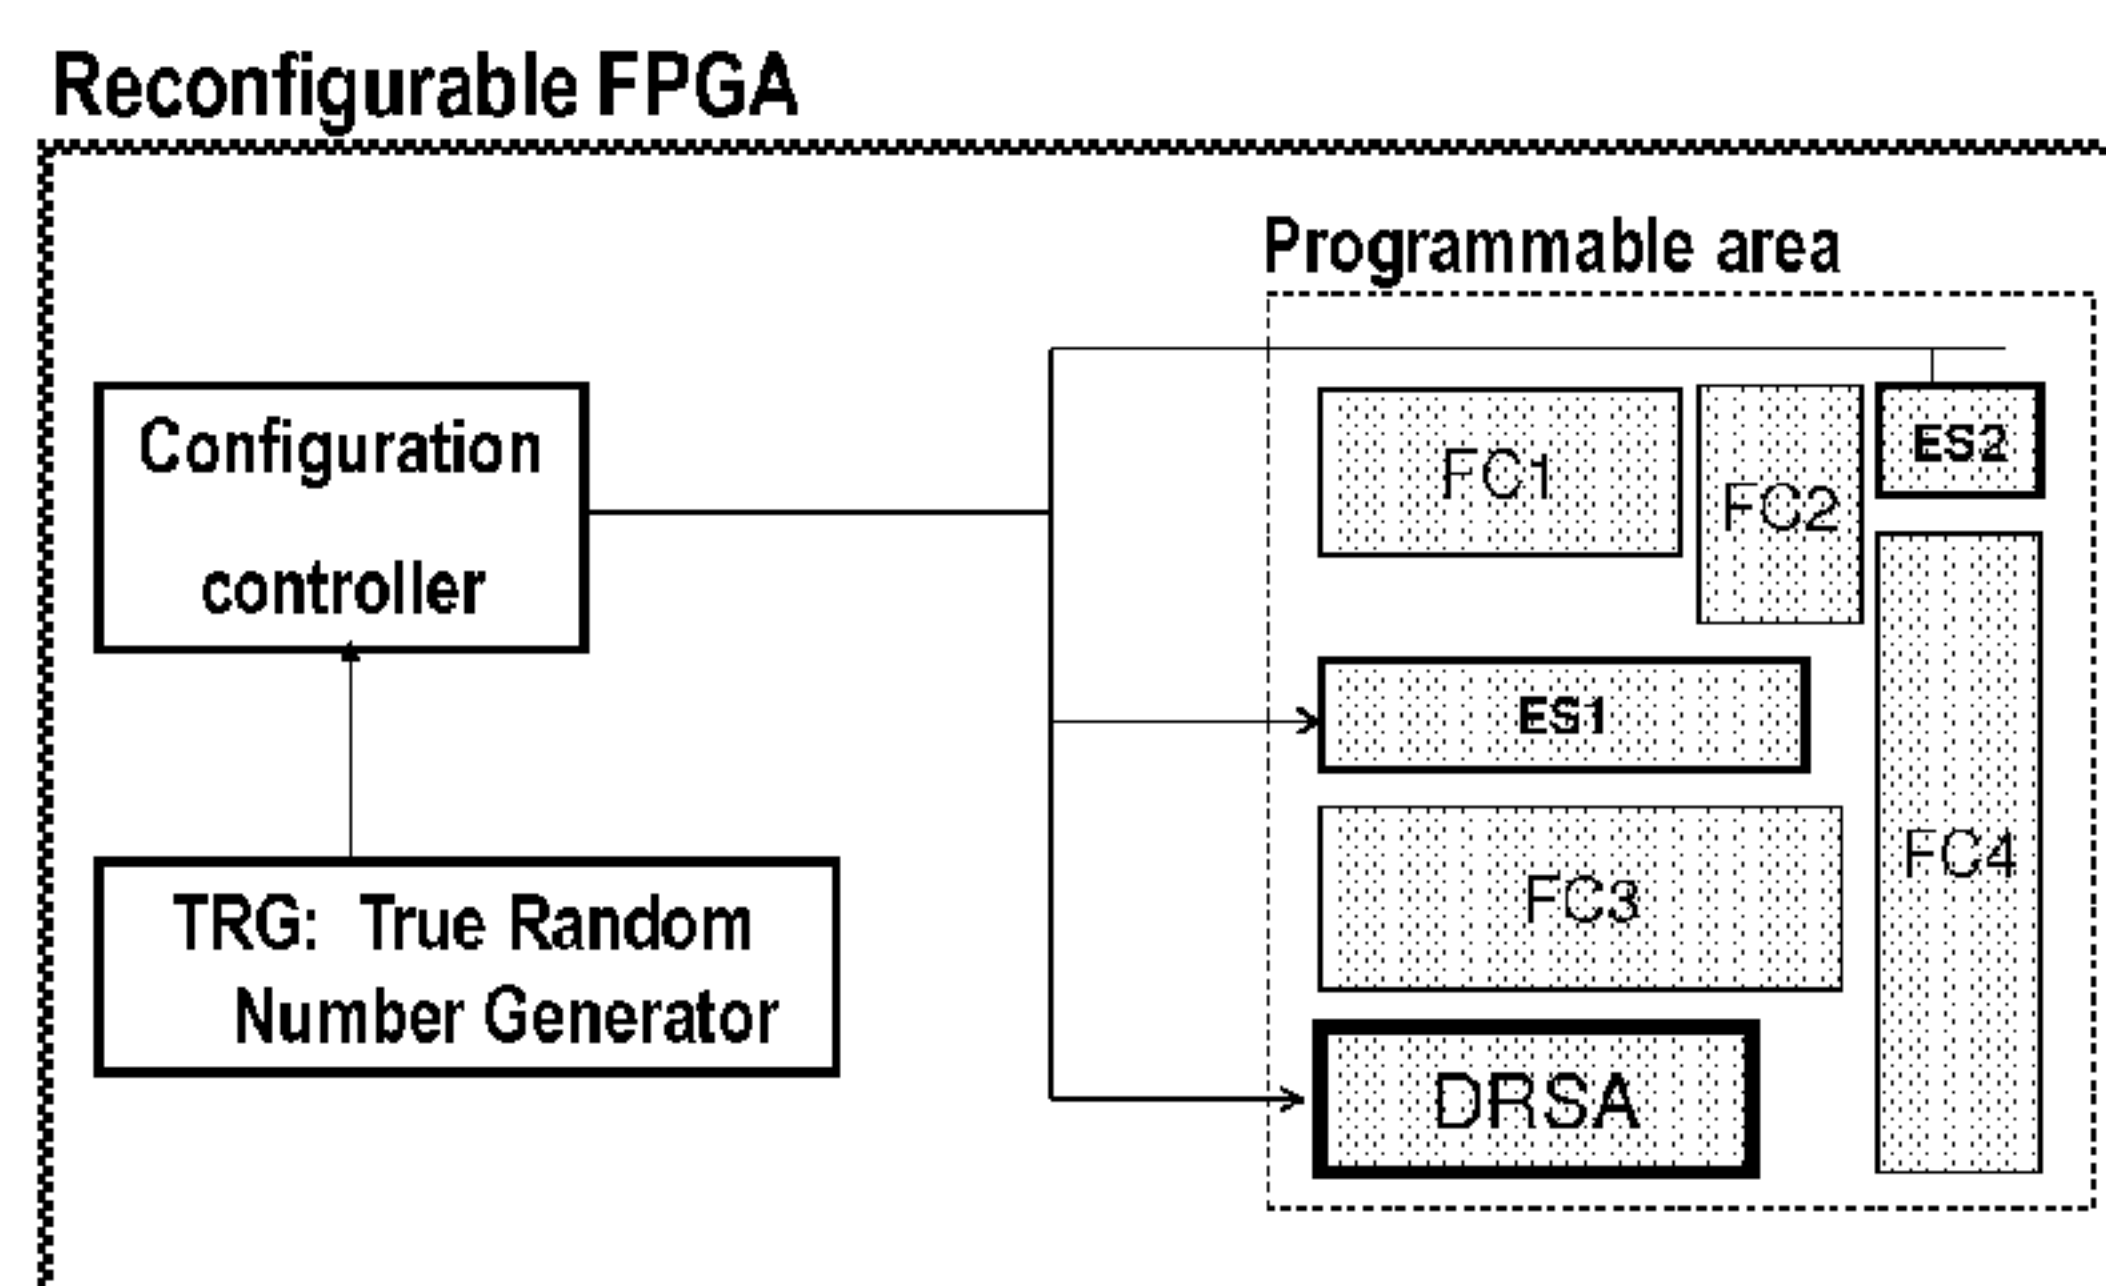 Reconfigurable FPGA
Programmable area
Configuration
controller
FC1
FC2
ES2
ES1
FC3
FC4
DRSA
TRG: True Random
Number Generator